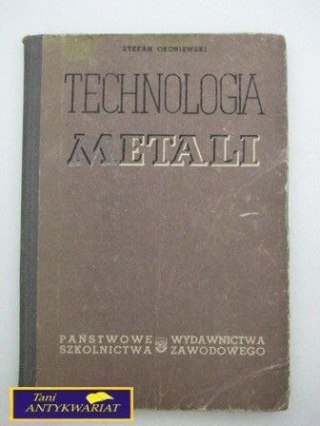 STEFAN OKONIEWSKI
TECHNOLOGIA
METALI
PAŃSTWOWE WYDAWNICTWA
SZKOLNICTWA ZAWODOWEGO
Tani
ANTYKWARIAT